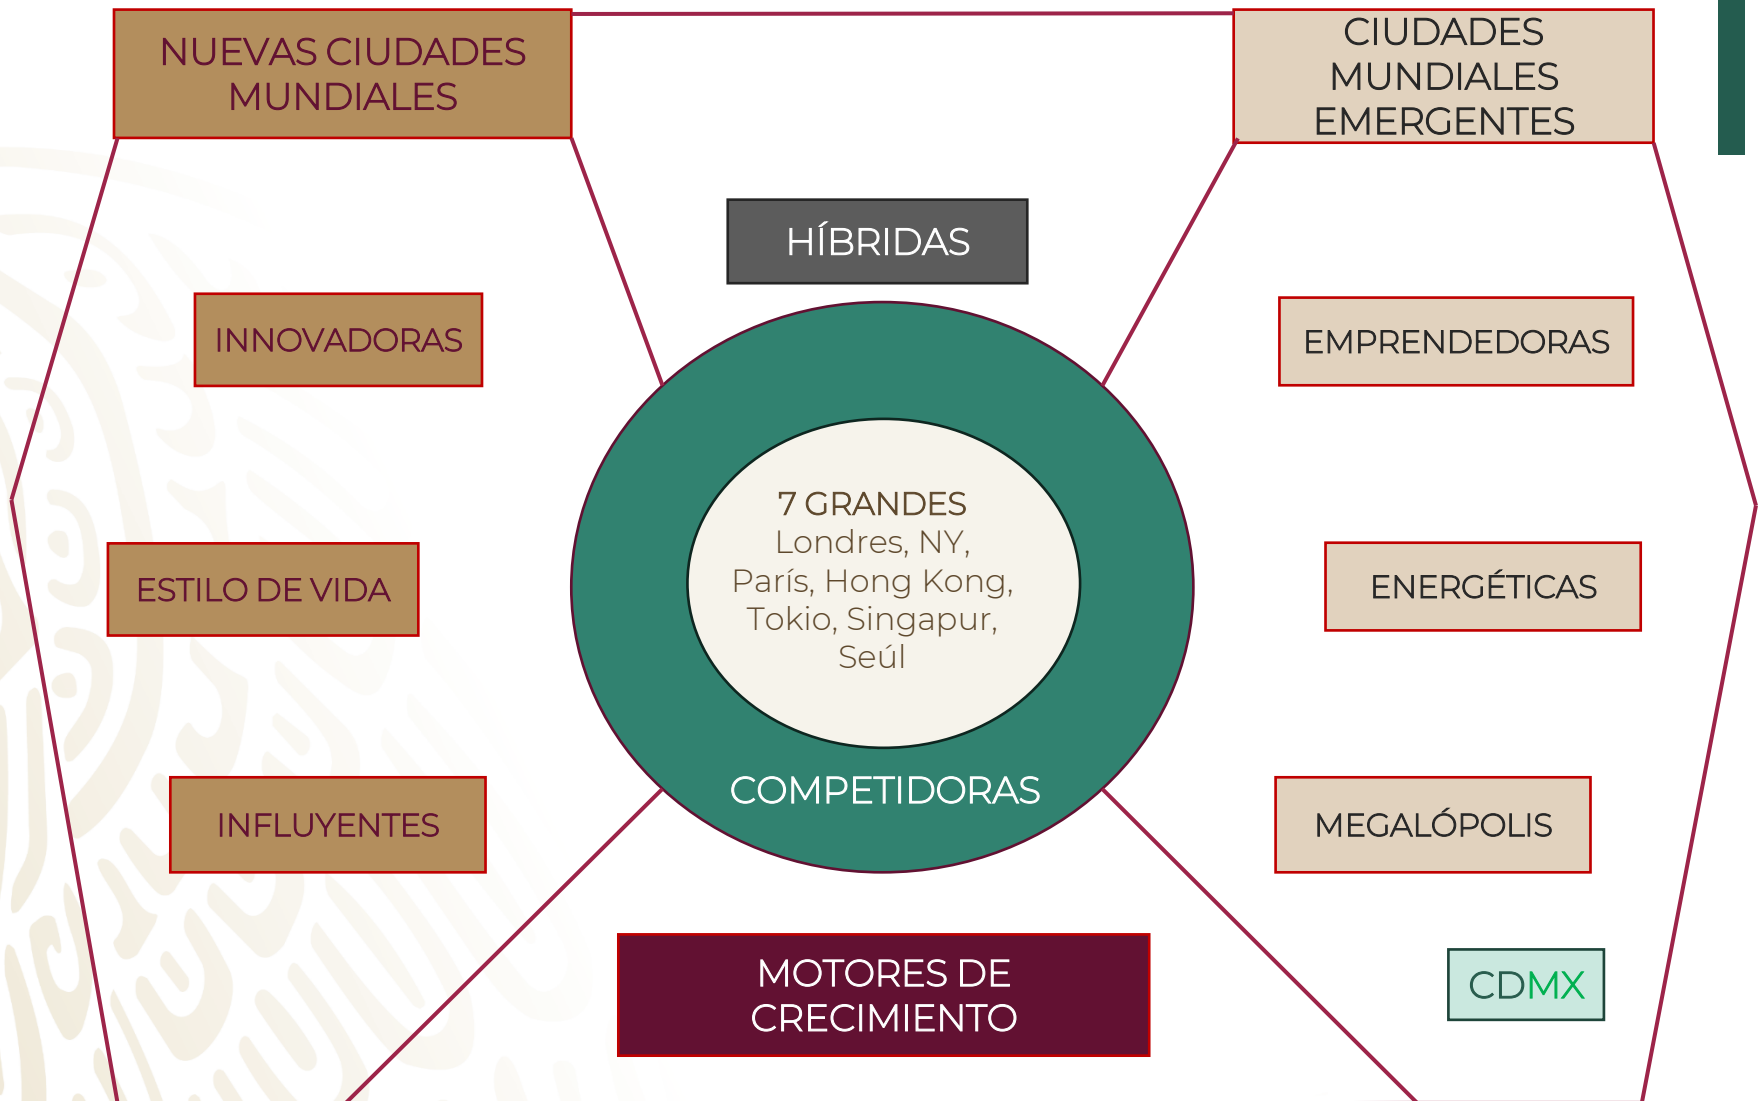 NUEVAS CIUDADES
MUNDIALES
CIUDADES
MUNDIALES
EMERGENTES
HÍBRIDAS
INNOVADORAS
EMPRENDEDORAS
7 GRANDES
Londres, NY,
París, Hong Kong,
Tokio, Singapur,
Seúl
ESTILO DE VIDA
ENERGÉTICAS
COMPETIDORAS
INFLUYENTES
MEGALÓPOLIS
MOTORES DE
CRECIMIENTO
CDMX